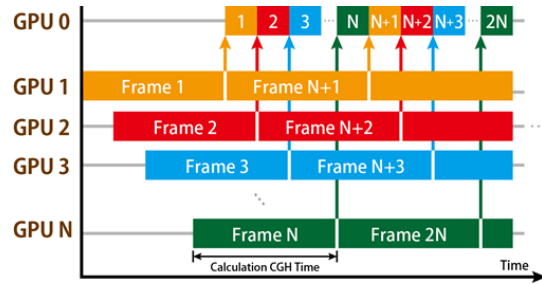 GPU 0 1 2 3 ... N N+1 N+2 N+3 ... 2N
GPU 1 Frame 1 Frame N+1
GPU 2 Frame 2 Frame N+2 ...
GPU 3 Frame 3 Frame N+3
...
GPU N Frame N Frame 2N
Calculation CGH Time
Time